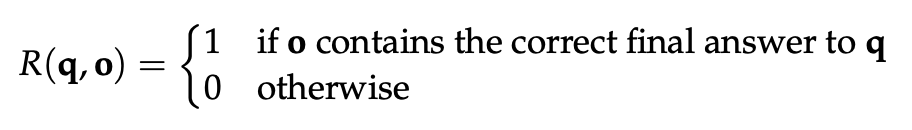 R(q, o) = { 1 if o contains the correct final answer to q
0 otherwise